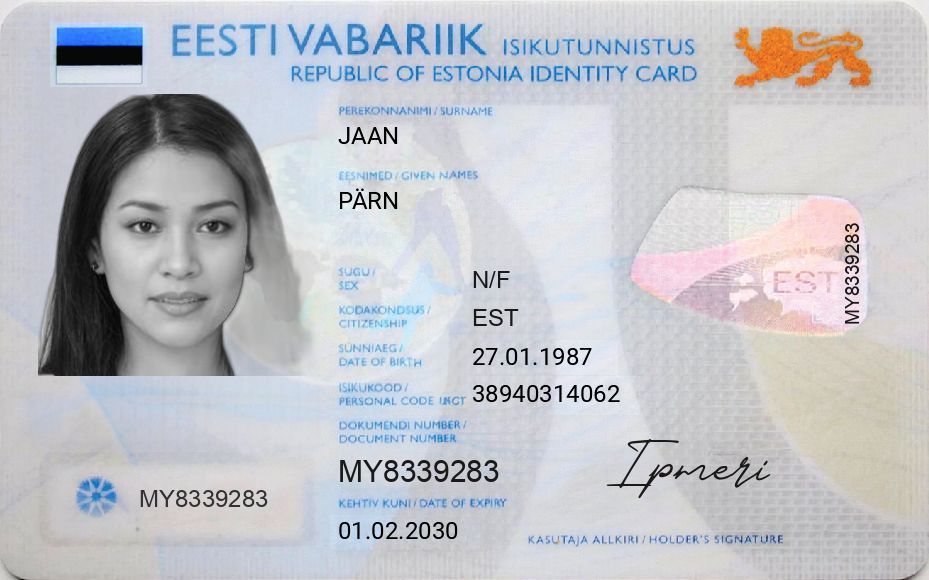 EESTI VABARIIK ISIKUTUNNISTUS
REPUBLIC OF ESTONIA IDENTITY CARD
PEREKONNANIMI / SURNAME
JAAN
EESNIMED / GIVEN NAMES
PÄRN
SUGU / SEX
N/F
KODAKONDSUS / CITIZENSHIP
EST
SÜNNIAEG / DATE OF BIRTH
27.01.1987
ISIKUKOOD / PERSONAL CODE
38940314062
DOKUMENDI NUMBER / DOCUMENT NUMBER
MY8339283
KEHTIV KUNI / DATE OF EXPIRY
01.02.2030
MY8339283
EST
MY8339283
Ipmeri
KASUTAJA ALLKIRI / HOLDER'S SIGNATURE